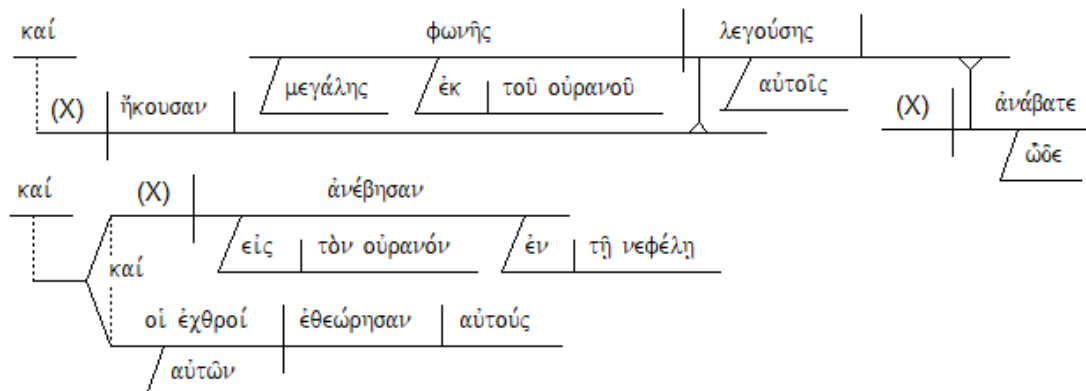 καί φωνῆς λεγούσης
μεγάλης ἐκ τοῦ οὐρανοῦ αὐτοῖς
(X) ἤκουσαν (X) ἀνάβατε
ὧδε
καί (X) ἀνέβησαν
εἰς τὸν οὐρανόν ἐν τῇ νεφέλῃ
καί
οἱ ἐχθροί ἐθεώρησαν αὐτούς
αὐτῶν